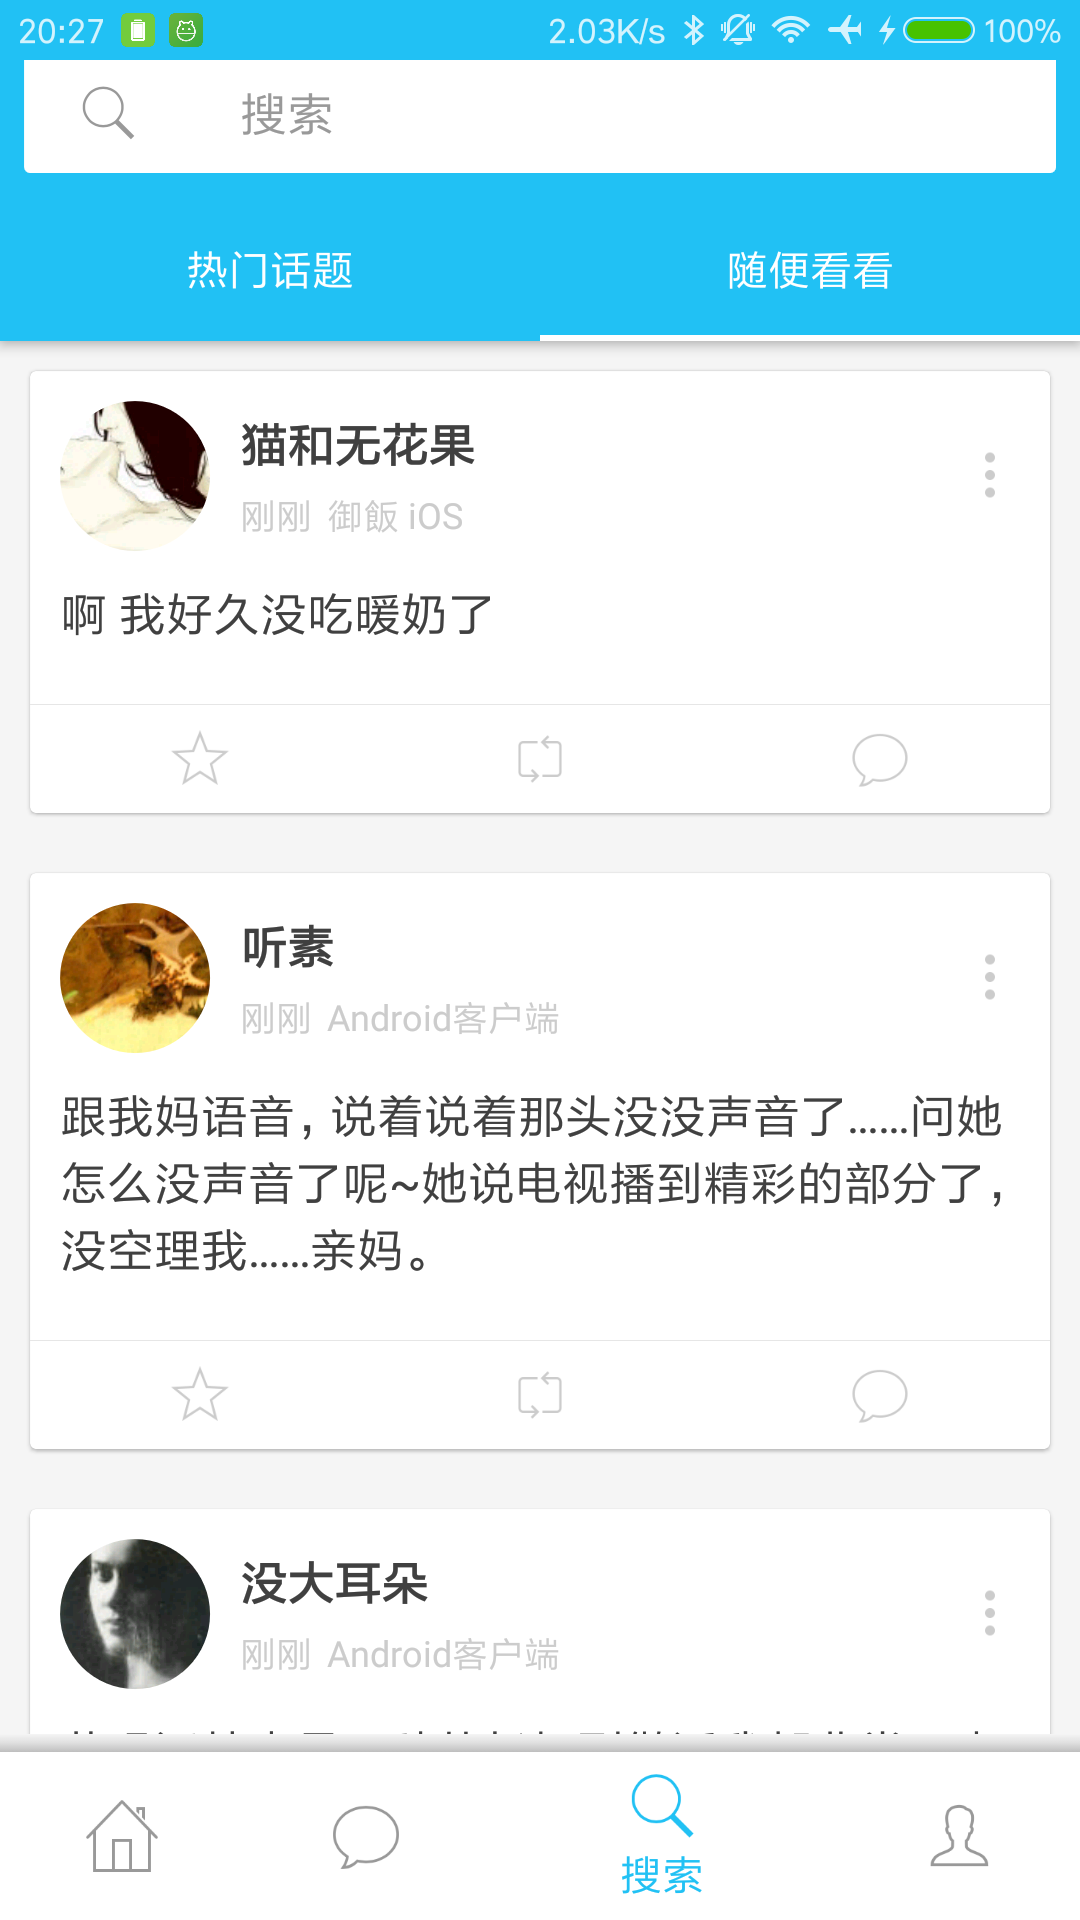 20:27 2.03K/s 100%
搜索
热门话题 随便看看
猫和无花果
刚刚 御飯 iOS
啊 我好久没吃暖奶了
听素
刚刚 Android客户端
跟我妈语音,说着说着那头没没声音了......问她
怎么没声音了呢~她说电视播到精彩的部分了,
没空理我......亲妈。
没大耳朵
刚刚 Android客户端
搜索